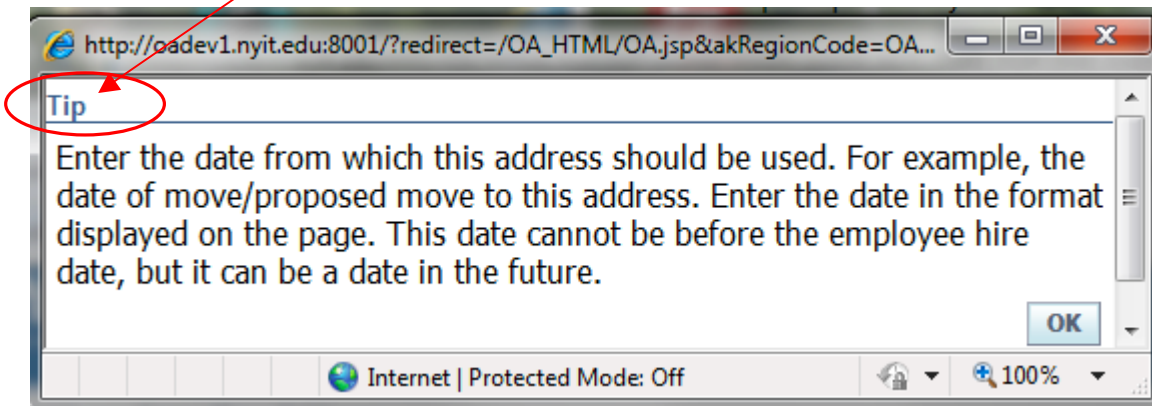 http://oadev1.nyit.edu:8001/?redirect=/OA_HTML/OA.jsp&akRegionCode=OA...
Tip
Enter the date from which this address should be used. For example, the
date of move/proposed move to this address. Enter the date in the format
displayed on the page. This date cannot be before the employee hire
date, but it can be a date in the future.
OK
Internet | Protected Mode: Off
100%